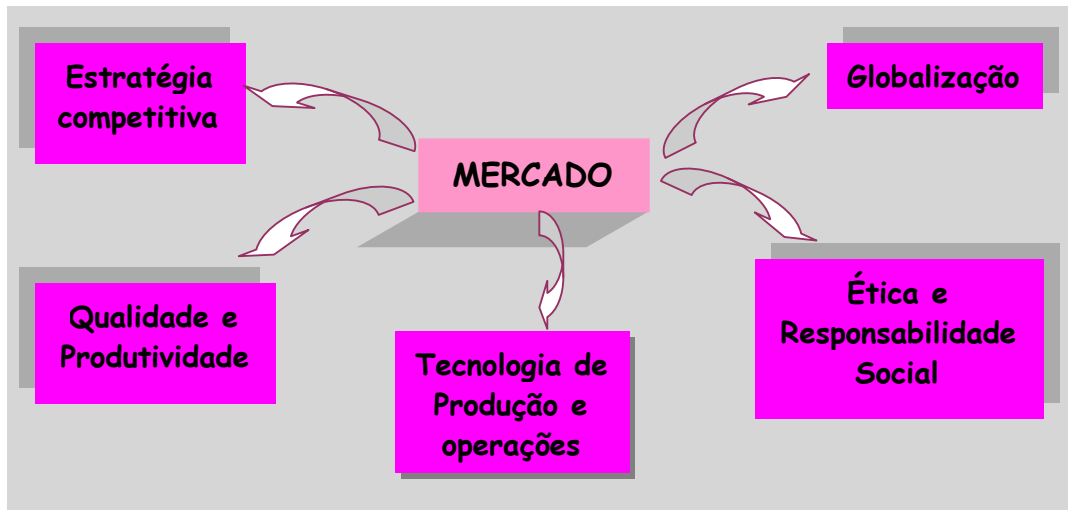 Estratégia
competitiva
Globalização
MERCADO
Qualidade e
Produtividade
Tecnologia de
Produção e
operações
Ética e
Responsabilidade
Social